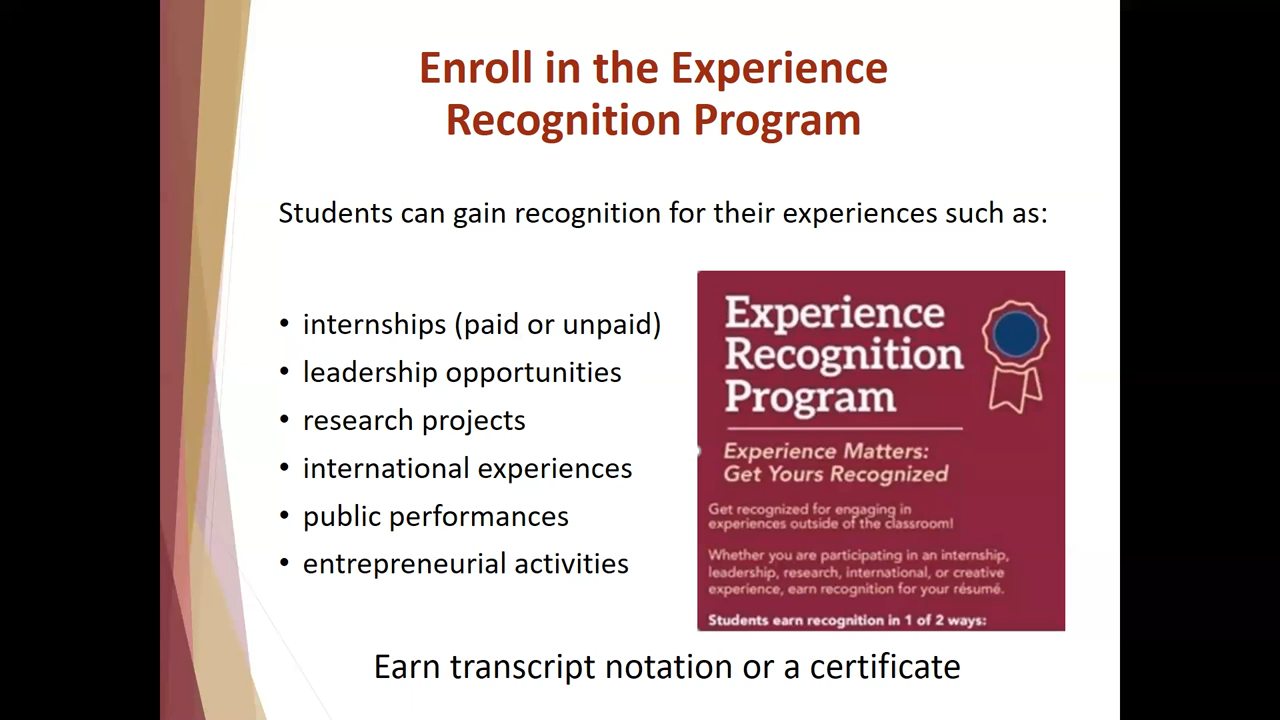 Enroll in the Experience
Recognition Program
Students can gain recognition for their experiences such as:
• internships (paid or unpaid)
• leadership opportunities
• research projects
• international experiences
• public performances
• entrepreneurial activities
Experience
Recognition
Program
Experience Matters:
Get Yours Recognized
Get recognized for engaging in
experiences outside of the classroom!
Whether you are participating in an internship,
leadership, research, international, or creative
experience, earn recognition for your résumé.
Students earn recognition in 1 of 2 ways:
Earn transcript notation or a certificate